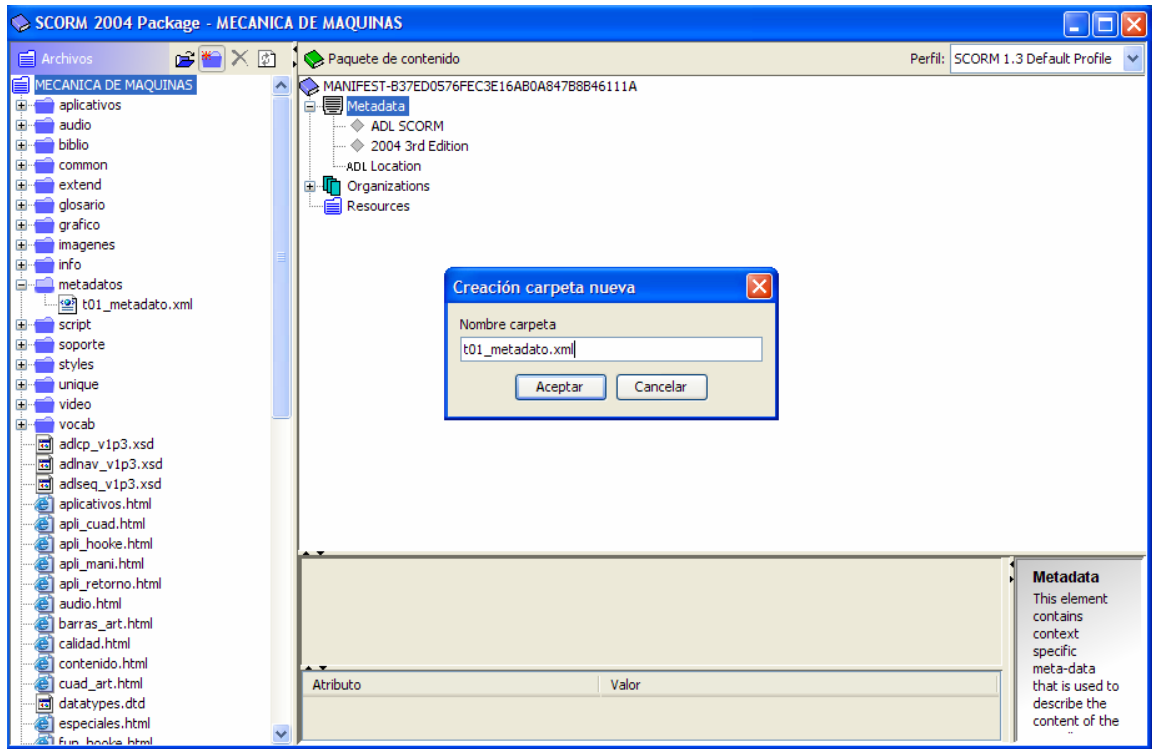 SCORM 2004 Package - MECANICA DE MAQUINAS
Archivos
MECANICA DE MAQUINAS
aplicativos
audio
biblio
common
extend
glosario
grafico
imagenes
info
metadatos
t01_metadato.xml
script
soporte
styles
unique
video
vocab
adlcp_v1p3.xsd
adlnav_v1p3.xsd
adlseq_v1p3.xsd
aplicativos.html
apli_cuad.html
apli_hooke.html
apli_mani.html
apli_retorno.html
audio.html
barras_art.html
calidad.html
contenido.html
cuad_art.html
datatypes.dtd
especiales.html
fun_hooke.html
Paquete de contenido
Perfil: SCORM 1.3 Default Profile
MANIFEST-B37ED0576FEC3E16AB0A847B8B46111A
Metadata
ADL SCORM
2004 3rd Edition
ADL Location
Organizations
Resources
Creación carpeta nueva
Nombre carpeta
t01_metadato.xml
Aceptar Cancelar
Atributo Valor
Metadata
This element
contains
context
specific
meta-data
that is used to
describe the
content of the